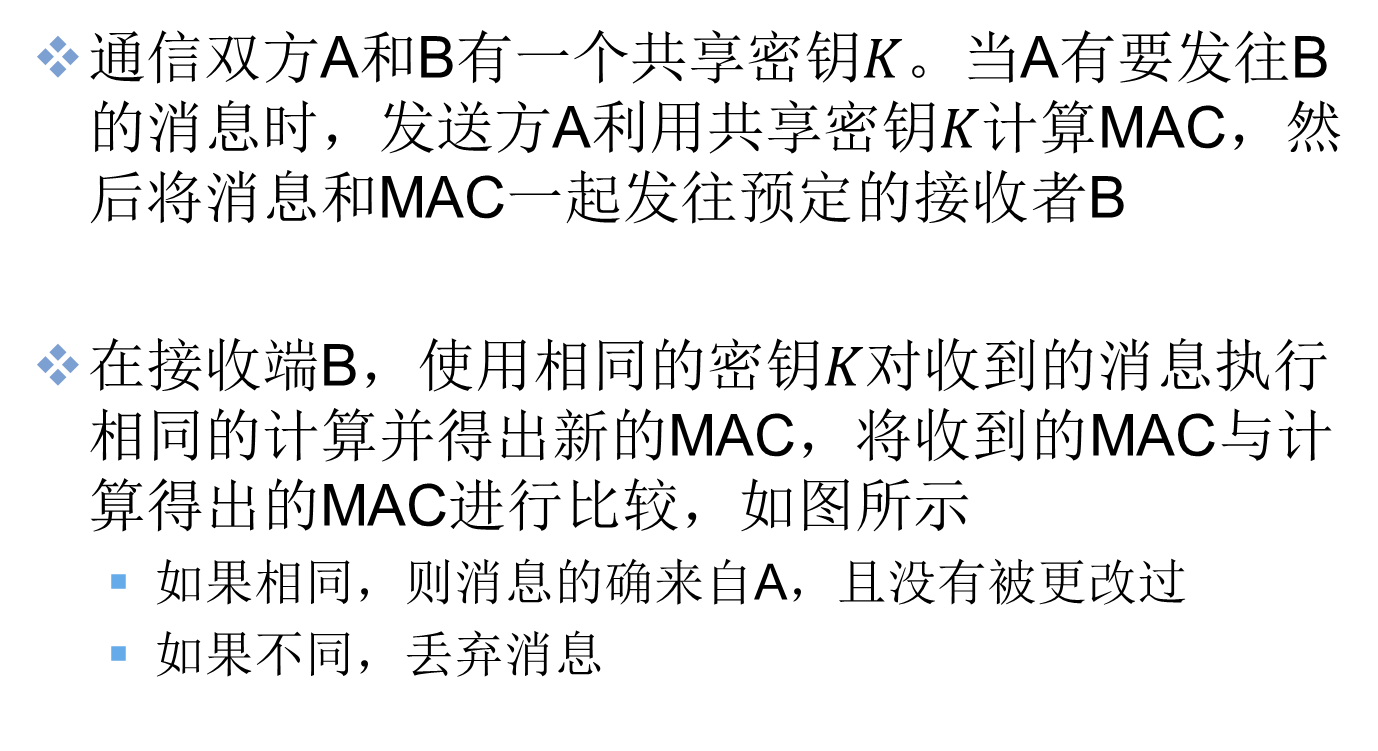 通信双方A和B有一个共享密钥K。当A有要发往B
的消息时，发送方A利用共享密钥K计算MAC，然
后将消息和MAC一起发往预定的接收者B
在接收端B，使用相同的密钥K对收到的消息执行
相同的计算并得出新的MAC，将收到的MAC与计
算得出的MAC进行比较，如图所示
如果相同，则消息的确来自A，且没有被更改过
如果不同，丢弃消息